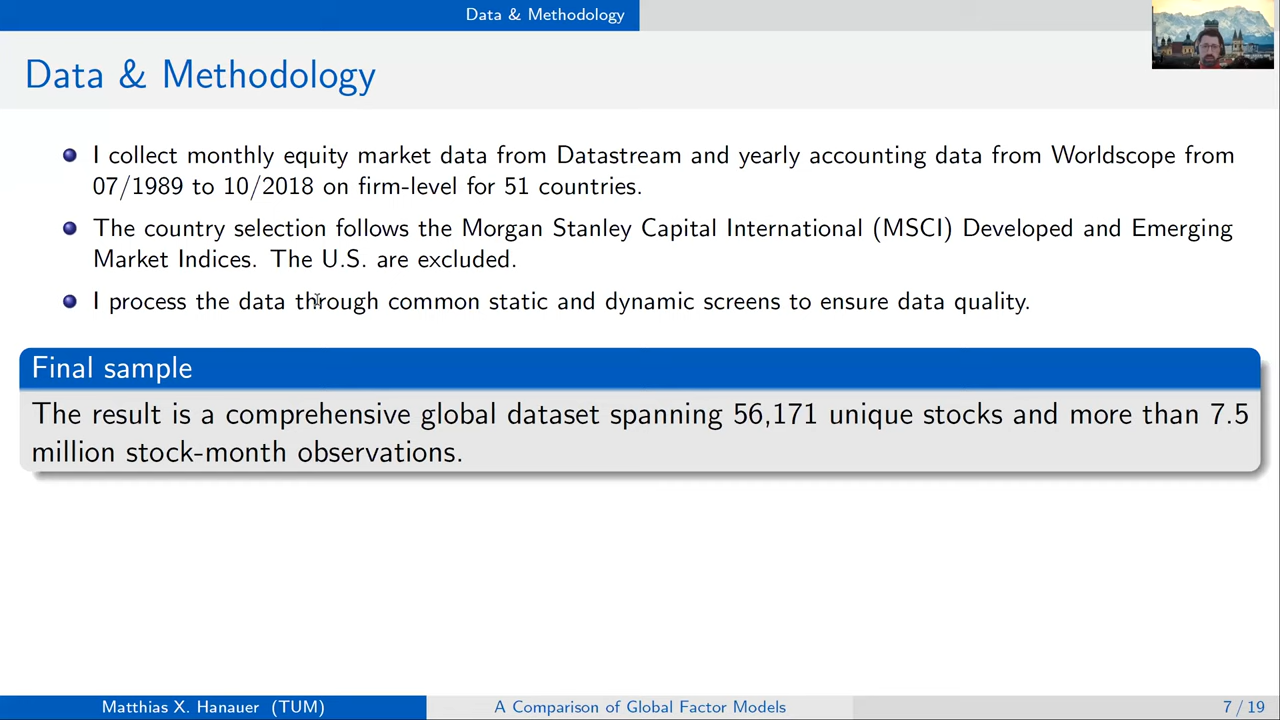 Data & Methodology
Data & Methodology
I collect monthly equity market data from Datastream and yearly accounting data from Worldscope from
07/1989 to 10/2018 on firm-level for 51 countries.
The country selection follows the Morgan Stanley Capital International (MSCI) Developed and Emerging
Market Indices. The U.S. are excluded.
I process the data through common static and dynamic screens to ensure data quality.
Final sample
The result is a comprehensive global dataset spanning 56,171 unique stocks and more than 7.5
million stock-month observations.
Matthias X. Hanauer (TUM)
A Comparison of Global Factor Models
7 / 19